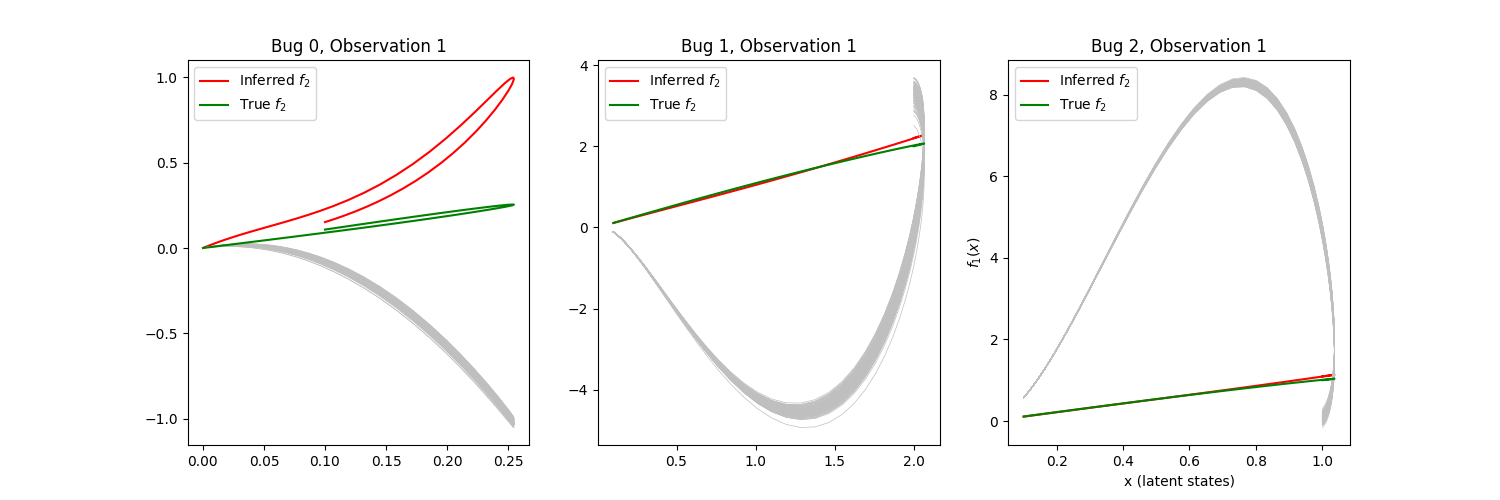 Bug 0, Observation 1
Inferred f₂
True f₂
1.0
0.5
0.0
−0.5
−1.0
0.00 0.05 0.10 0.15 0.20 0.25
Bug 1, Observation 1
Inferred f₂
True f₂
4
2
0
−2
−4
0.5 1.0 1.5 2.0
Bug 2, Observation 1
Inferred f₂
True f₂
f₁(x)
8
6
4
2
0
0.2 0.4 0.6 0.8 1.0
x (latent states)